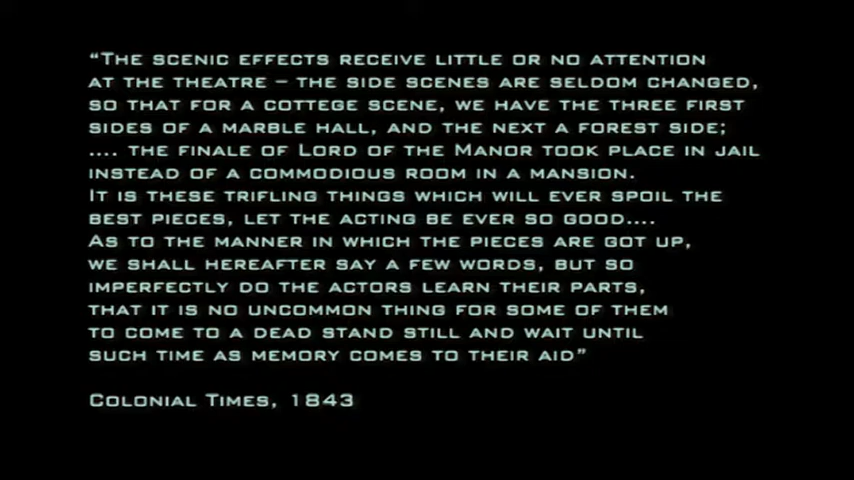 “The scenic effects receive little or no attention
at the theatre – the side scenes are seldom changed,
so that for a cottege scene, we have the three first
sides of a marble hall, and the next a forest side;
.... the finale of Lord of the Manor took place in jail
instead of a commodious room in a mansion.
It is these trifling things which will ever spoil the
best pieces, let the acting be ever so good....
As to the manner in which the pieces are got up,
we shall hereafter say a few words, but so
imperfectly do the actors learn their parts,
that it is no uncommon thing for some of them
to come to a dead stand still and wait until
such time as memory comes to their aid”
Colonial Times, 1843